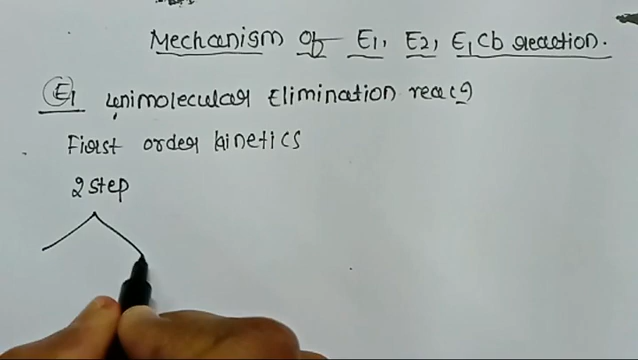 Mechanism of E1, E2, E1Cb reaction.
E1 Unimolecular Elimination reac
First order kinetics
2 step